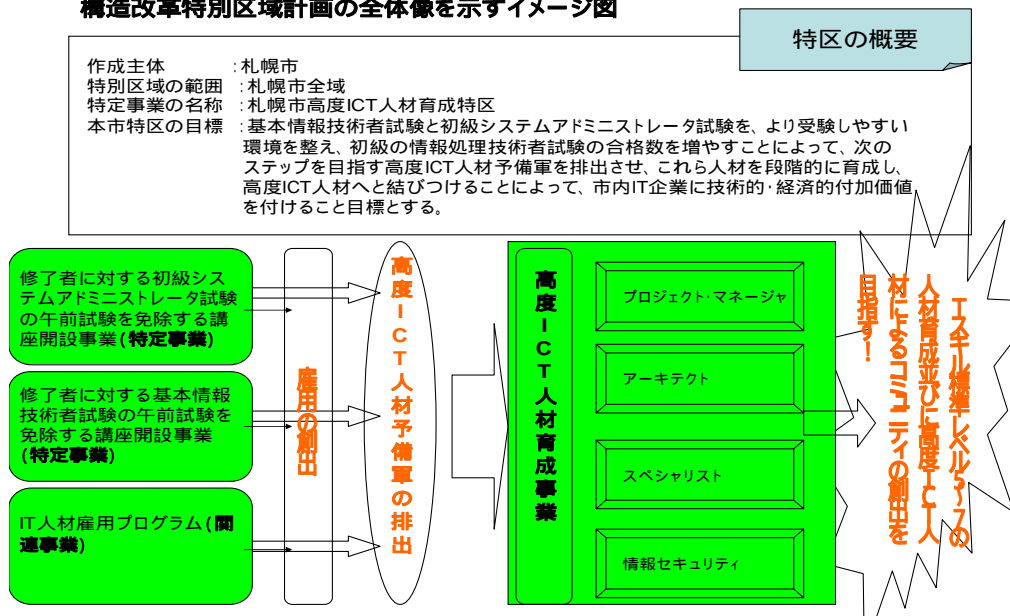 構造改革特別区域計画の全体像を示すイメージ図
特区の概要
作成主体　　　:札幌市
特別区域の範囲　:札幌市全域
特定事業の名称　:札幌市高度ICT人材育成特区
本市特区の目標　:基本情報技術者試験と初級システムアドミニストレータ試験を、より受験しやすい
環境を整え、初級の情報処理技術者試験の合格数を増やすことによって、次の
ステップを目指す高度ICT人材予備軍を排出させ、これら人材を段階的に育成し、
高度ICT人材へと結びつけることによって、市内IT企業に技術的・経済的付加価値
を付けること目標とする。
修了者に対する初級シス
テムアドミニストレータ試験
の午前試験を免除する講
座開設事業(特定事業)
修了者に対する基本情報
技術者試験の午前試験を
免除する講座開設事業
(特定事業)
IT人材雇用プログラム(関
連事業)
雇用の創出
高度ICT人材予備軍の排出
高度ICT人材育成事業
プロジェクト・マネージャ
アーキテクト
スペシャリスト
情報セキュリティ
ITスキル標準レベル5～7の
人材育成並びに高度ICT人
材によるコミュニティの創出を
目指す！